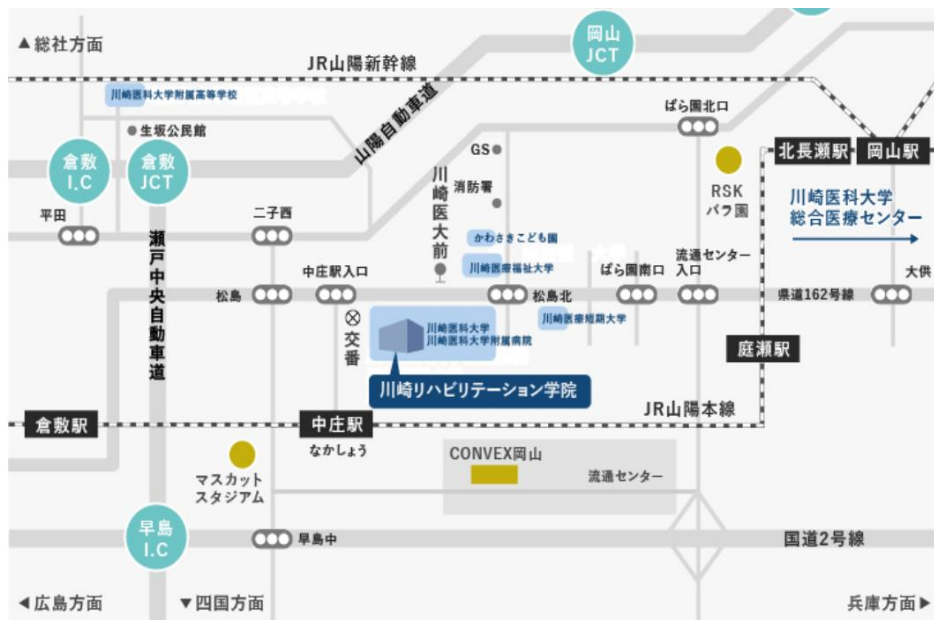 ▲総社方面
岡山
JCT
JR山陽新幹線
川崎医科大学附属高等学校
生坂公民館
山陽自動車道
ばら園北口
倉敷
I.C
倉敷
JCT
GS
消防署
川崎医大前
北長瀬駅
岡山駅
RSK
バラ園
川崎医科大学
総合医療センター
平田
二子西
瀬戸中央自動車道
かわさきこども園
川崎医療福祉大学
中庄駅入口
松島
松島北
ばら園南口
流通センター
入口
県道162号線
大供
交番
川崎医療短期大学
川崎医科大学
川崎医科大学附属病院
庭瀬駅
川崎リハビリテーション学院
JR山陽本線
倉敷駅
中庄駅
なかしょう
マスカット
スタジアム
CONVEX岡山
流通センター
早島
I.C
早島中
国道2号線
◀広島方面
▼四国方面
兵庫方面▶